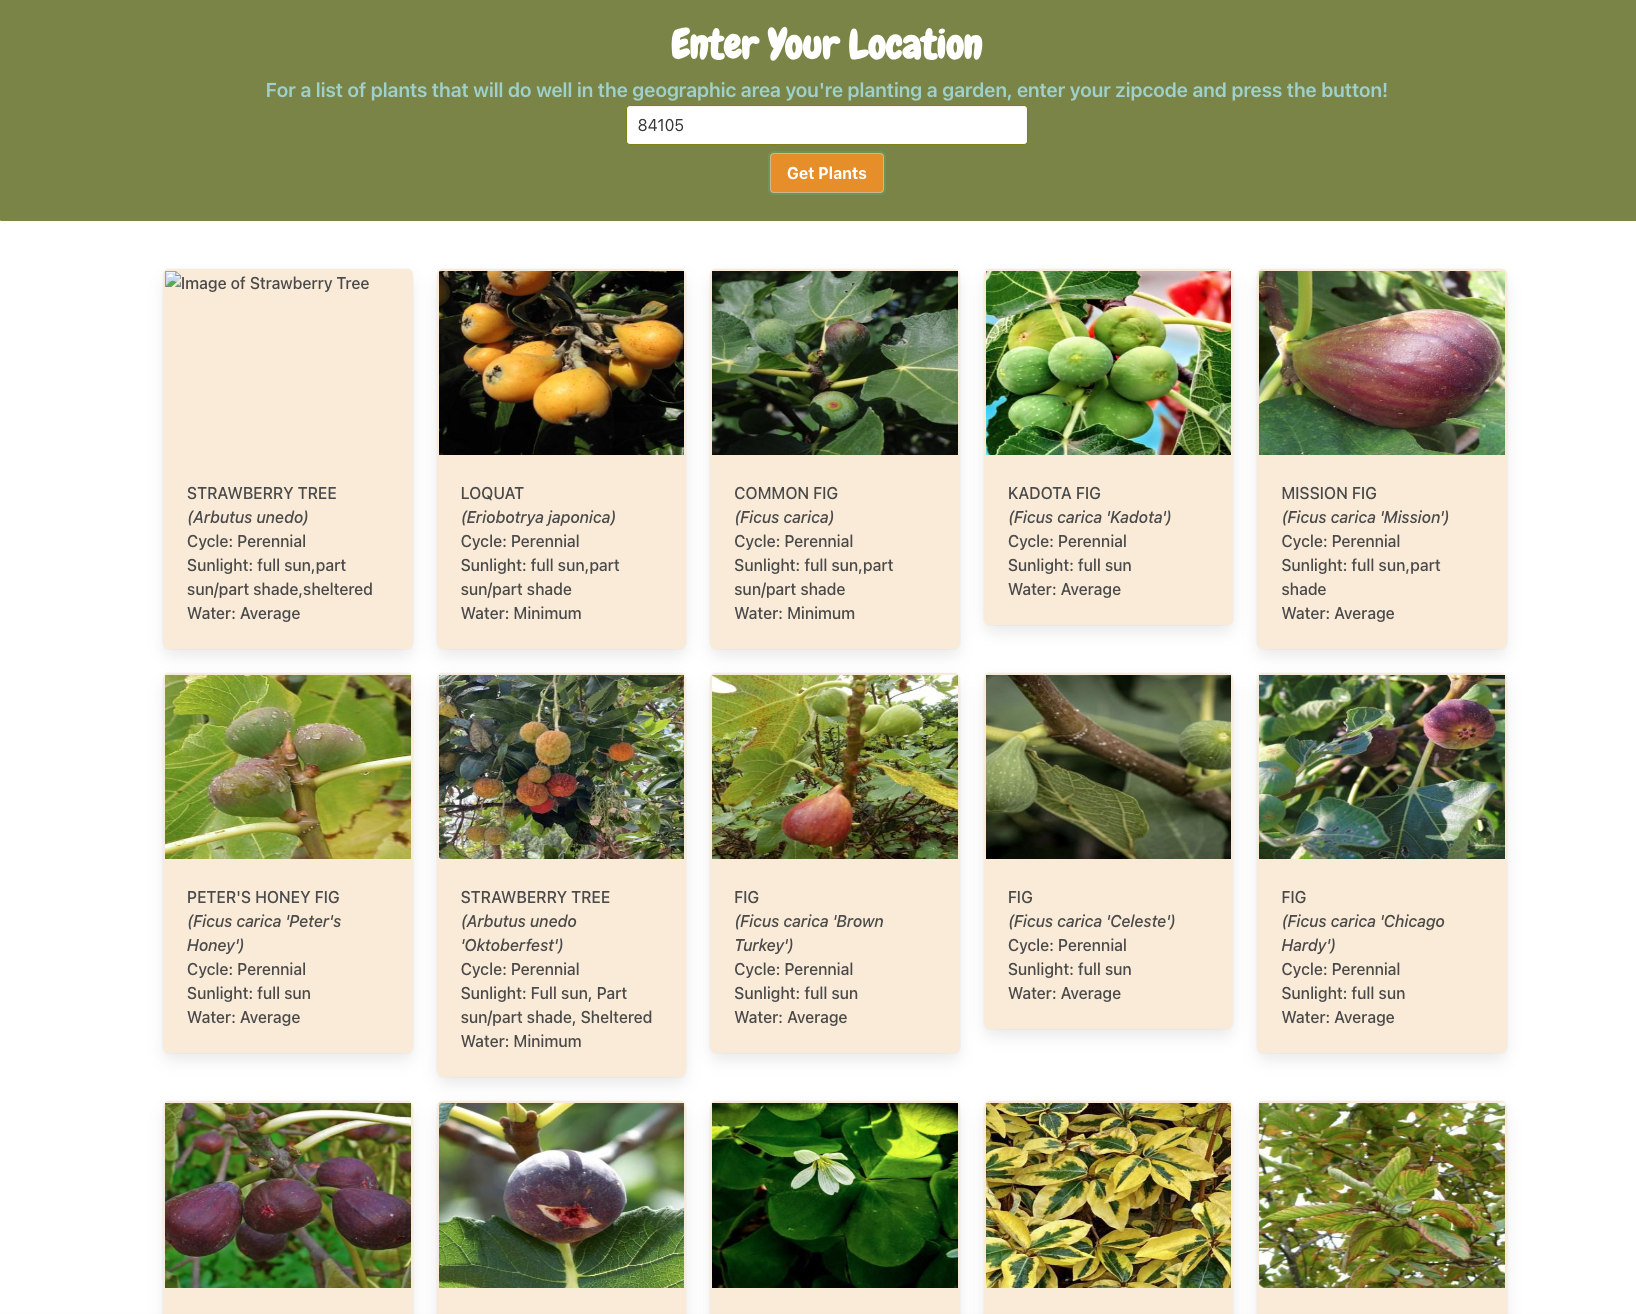 Enter Your Location
For a list of plants that will do well in the geographic area you're planting a garden, enter your zipcode and press the button!
84105
Get Plants
Image of Strawberry Tree
STRAWBERRY TREE
(Arbutus unedo)
Cycle: Perennial
Sunlight: full sun,part
sun/part shade,sheltered
Water: Average
LOQUAT
(Eriobotrya japonica)
Cycle: Perennial
Sunlight: full sun,part
sun/part shade
Water: Minimum
COMMON FIG
(Ficus carica)
Cycle: Perennial
Sunlight: full sun,part
sun/part shade
Water: Minimum
KADOTA FIG
(Ficus carica 'Kadota')
Cycle: Perennial
Sunlight: full sun
Water: Average
MISSION FIG
(Ficus carica 'Mission')
Cycle: Perennial
Sunlight: full sun,part
shade
Water: Average
PETER'S HONEY FIG
(Ficus carica 'Peter's
Honey')
Cycle: Perennial
Sunlight: full sun
Water: Average
STRAWBERRY TREE
(Arbutus unedo
'Oktoberfest')
Cycle: Perennial
Sunlight: Full sun, Part
sun/part shade, Sheltered
Water: Minimum
FIG
(Ficus carica 'Brown
Turkey')
Cycle: Perennial
Sunlight: full sun
Water: Average
FIG
(Ficus carica 'Celeste')
Cycle: Perennial
Sunlight: full sun
Water: Average
FIG
(Ficus carica 'Chicago
Hardy')
Cycle: Perennial
Sunlight: full sun
Water: Average